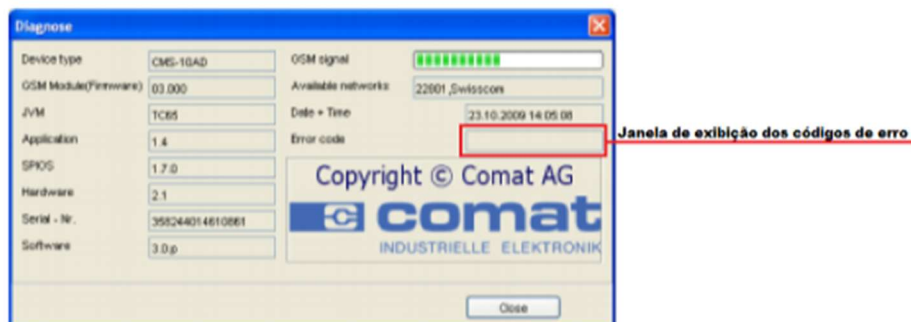 Diagnose
Device type CMS-10AD
GSM Module(Firmware) 03.000
JVM TC65
Application 1.4
SPIOS 1.7.0
Hardware 2.1
Serial - Nr. 358244014610861
Software 3.0.p
GSM signal
Available networks 22801 ,Swisscom
Date + Time 23.10.2009 14:05:08
Error code
Janela de exibição dos códigos de erro
Copyright © Comat AG
comat
INDUSTRIELLE ELEKTRONIK
Close